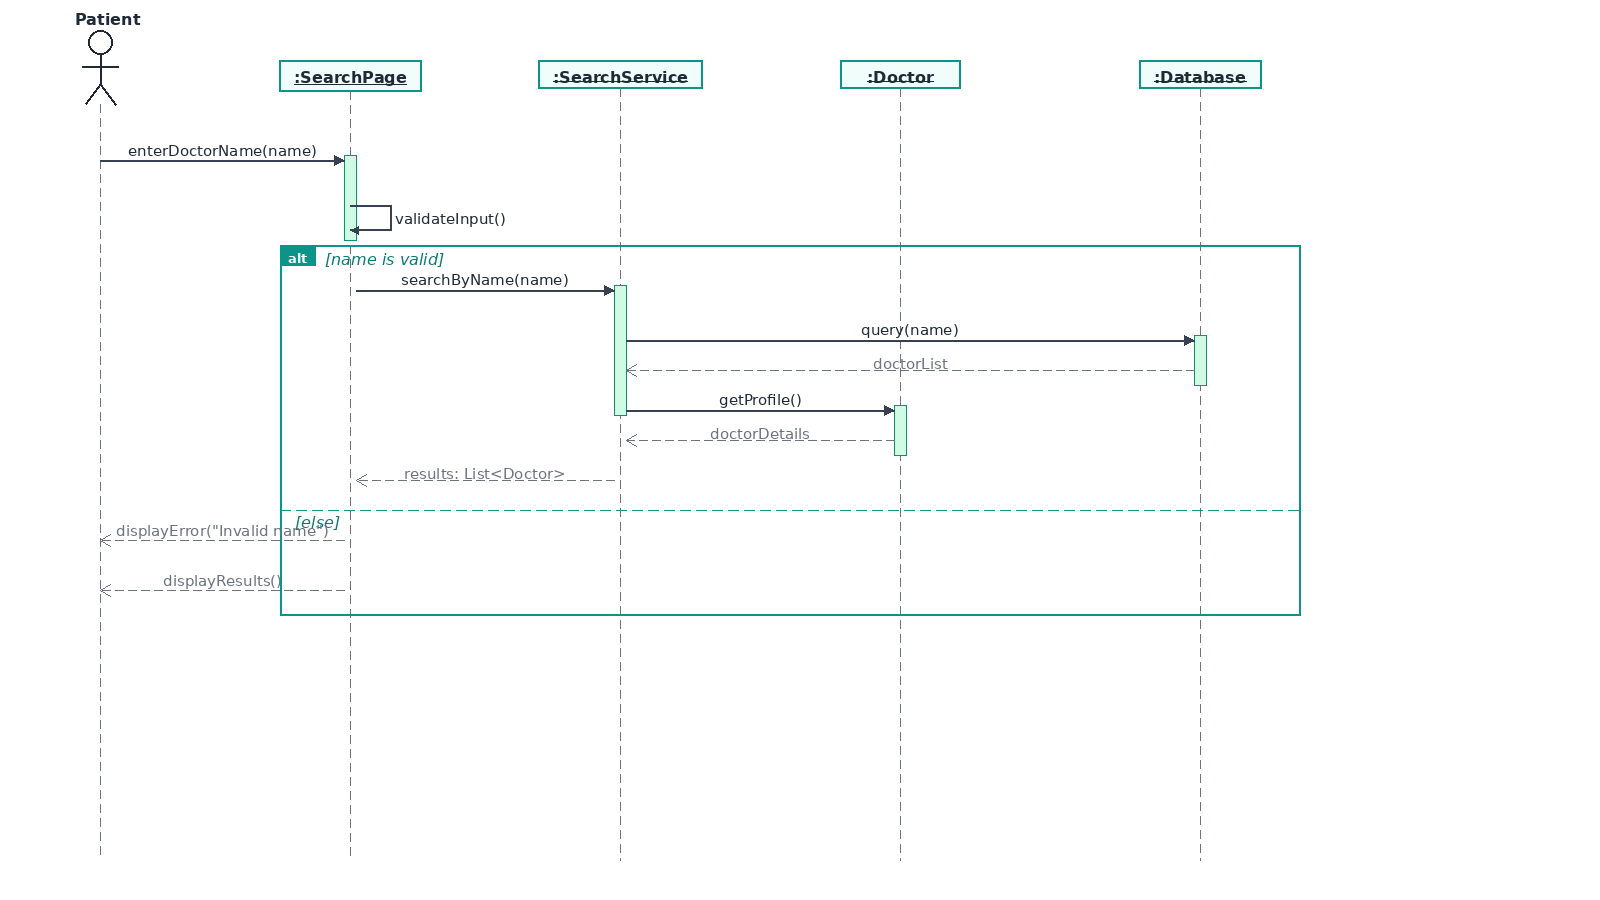 Patient
:SearchPage
:SearchService
:Doctor
:Database
enterDoctorName(name)
validateInput()
alt
[name is valid]
searchByName(name)
query(name)
doctorList
getProfile()
doctorDetails
results: List<Doctor>
[else]
displayError("Invalid name")
displayResults()